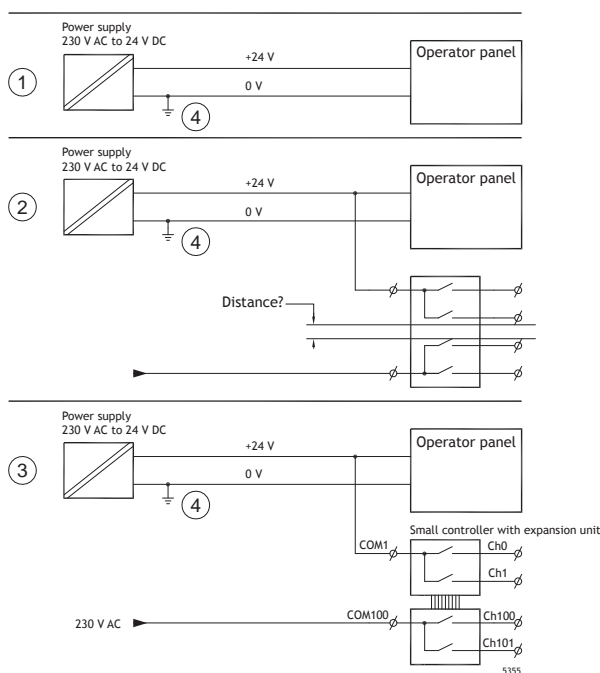 Power supply
230 V AC to 24 V DC
+24 V
Operator panel
1
0 V
4
Power supply
230 V AC to 24 V DC
+24 V
Operator panel
2
0 V
4
Distance?
Power supply
230 V AC to 24 V DC
+24 V
Operator panel
3
0 V
4
Small controller with expansion unit
COM1
Ch0
Ch1
COM100
Ch100
230 V AC
Ch101
5355